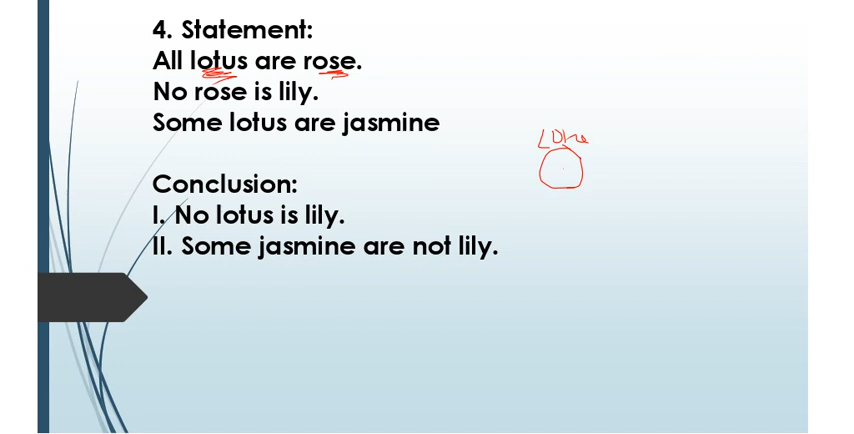 4. Statement:
All lotus are rose.
No rose is lily.
Some lotus are jasmine
Conclusion:
I. No lotus is lily.
II. Some jasmine are not lily.